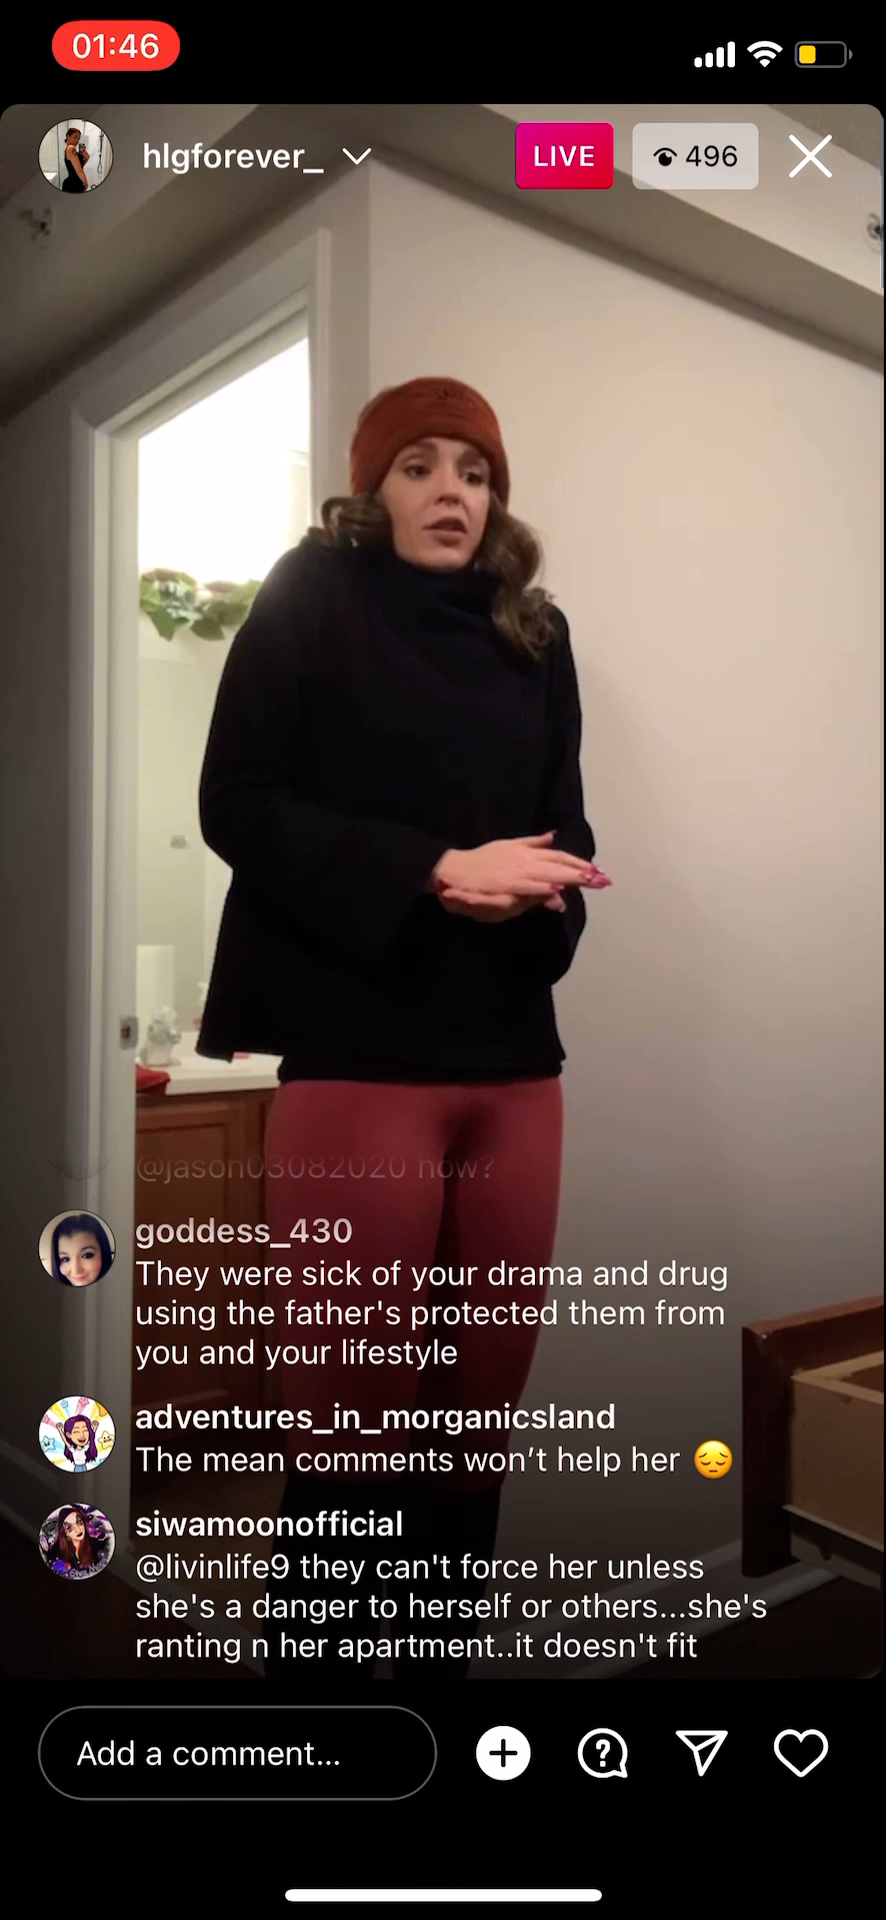 01:46
hlgforever_
LIVE
496
@jason03082020 how?
goddess_430
They were sick of your drama and drug
using the father's protected them from
you and your lifestyle
adventures_in_morganicsland
The mean comments won’t help her 😔
siwamoonofficial
@livinlife9 they can't force her unless
she's a danger to herself or others...she's
ranting n her apartment..it doesn't fit
Add a comment...